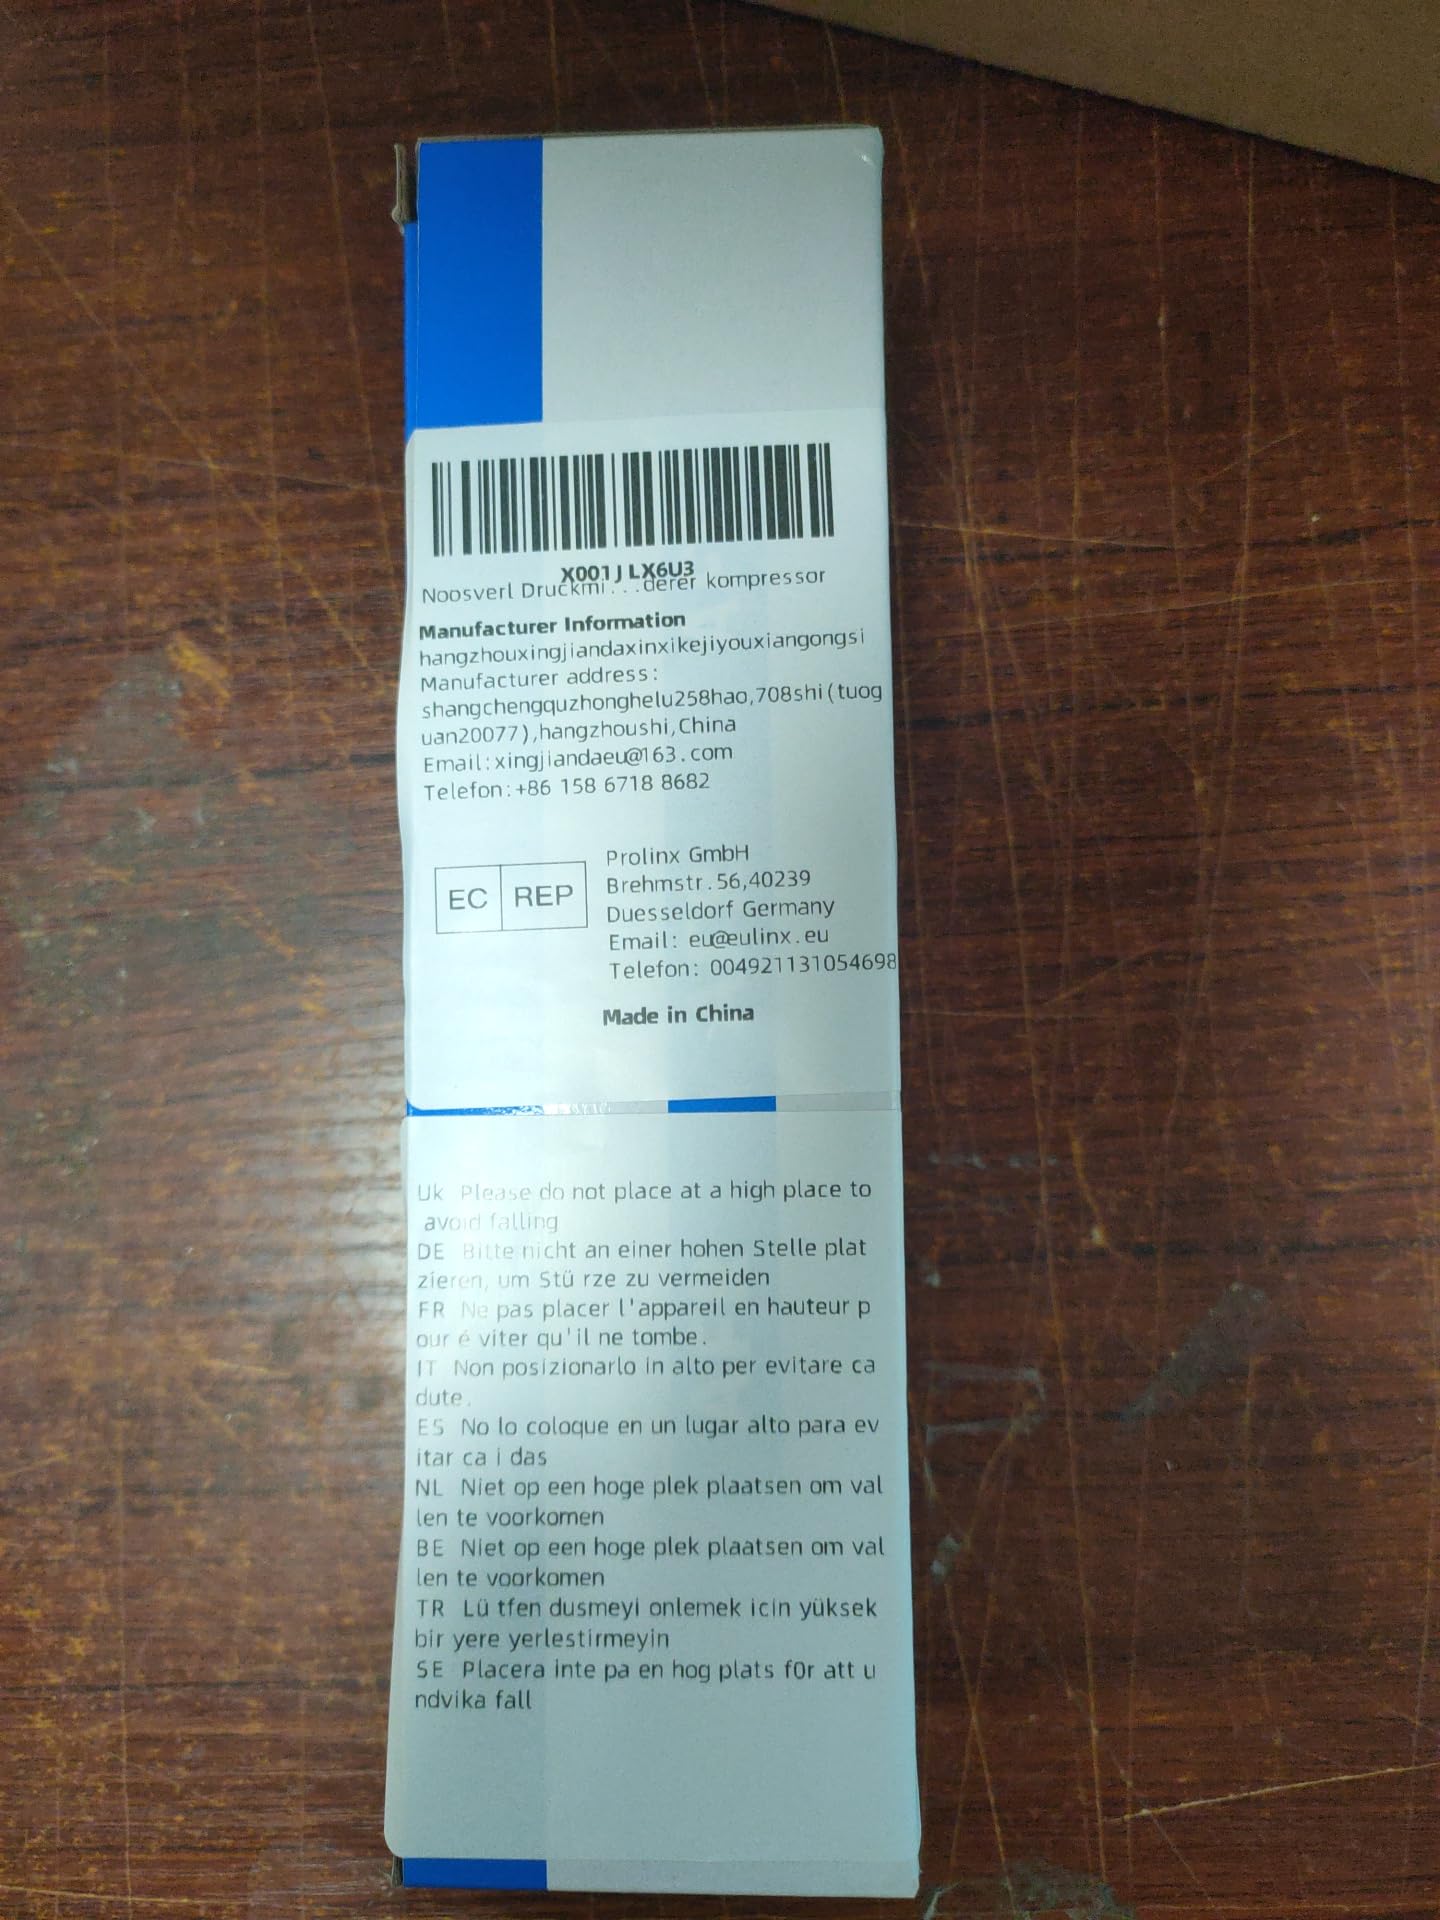 X001JLX6U3
Noosverl Druckmi...derer kompressor
Manufacturer Information
hangzhouxingjiandaxinxikejiyouxiangongsi
Manufacturer address:
shangchengquzhonghelu258hao,708shi(tuog
uan20077),hangzhoushi,China
Email:xingjiandaeu@163.com
Telefon:+86 158 6718 8682
EC REP
Prolinx GmbH
Brehmstr.56,40239
Duesseldorf Germany
Email: eu@eulinx.eu
Telefon: 004921131054698
Made in China
Uk Please do not place at a high place to
avoid falling
DE Bitte nicht an einer hohen Stelle plat
zieren, um Stü rze zu vermeiden
FR Ne pas placer l'appareil en hauteur p
our é viter qu'il ne tombe.
IT Non posizionarlo in alto per evitare ca
dute.
ES No lo coloque en un lugar alto para ev
itar ca i das
NL Niet op een hoge plek plaatsen om val
len te voorkomen
BE Niet op een hoge plek plaatsen om val
len te voorkomen
TR Lü tfen dusmeyi onlemek icin yüksek
bir yere yerlestirmeyin
SE Placera inte pa en hog plats f0r att u
ndvika fall